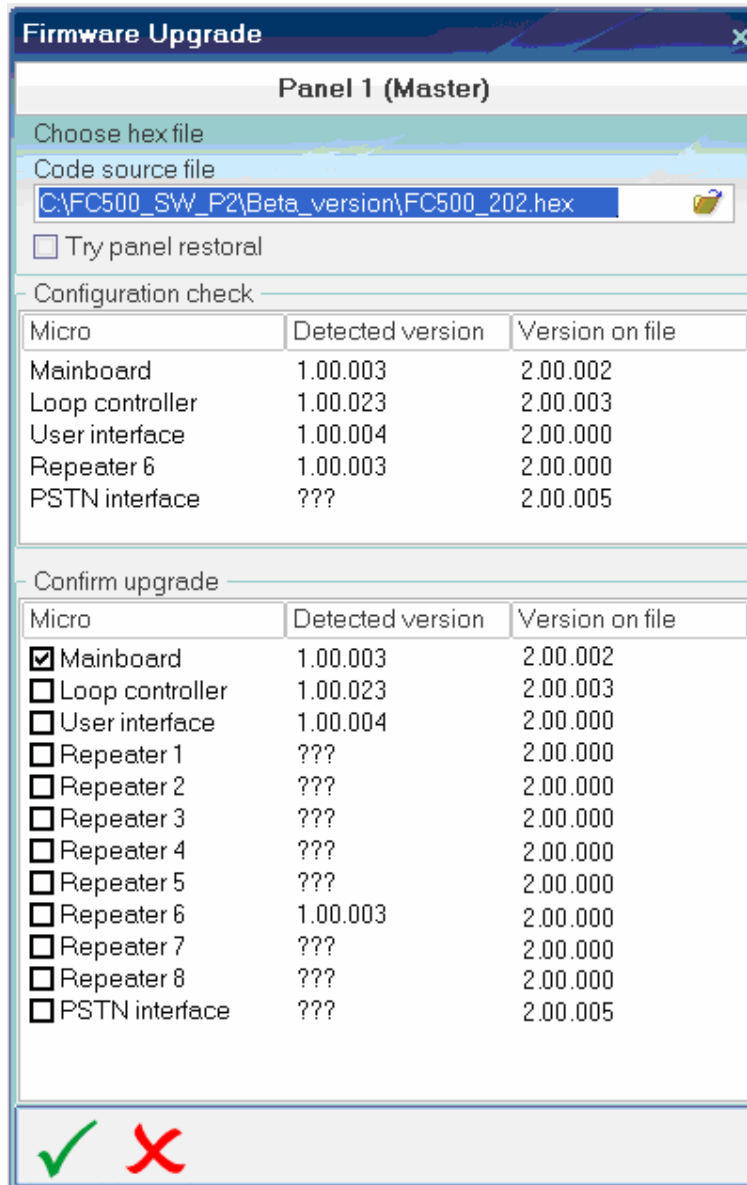 Firmware Upgrade
Panel 1 (Master)
Choose hex file
Code source file
C:\FC500_SW_P2\Beta_version\FC500_202.hex
Try panel restoral
Configuration check
Micro Detected version Version on file
Mainboard 1.00.003 2.00.002
Loop controller 1.00.023 2.00.003
User interface 1.00.004 2.00.000
Repeater 6 1.00.003 2.00.000
PSTN interface ??? 2.00.005
Confirm upgrade
Micro Detected version Version on file
Mainboard 1.00.003 2.00.002
Loop controller 1.00.023 2.00.003
User interface 1.00.004 2.00.000
Repeater 1 ??? 2.00.000
Repeater 2 ??? 2.00.000
Repeater 3 ??? 2.00.000
Repeater 4 ??? 2.00.000
Repeater 5 ??? 2.00.000
Repeater 6 1.00.003 2.00.000
Repeater 7 ??? 2.00.000
Repeater 8 ??? 2.00.000
PSTN interface ??? 2.00.005